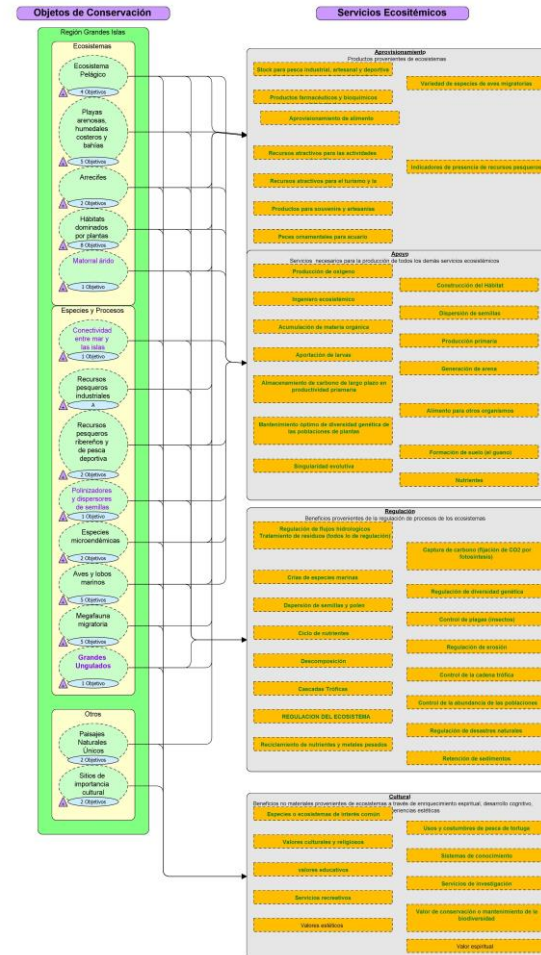 Objetos de Conservación
Servicios Ecosistémicos
Región Grandes Islas
Ecosistemas
Ecosistema
Pelágico
4 Objetivos
Playas
arenosas,
humedales
costeros y
bahías
5 Objetivos
Arrecifes
2 Objetivos
Hábitats
dominados
por plantas
8 Objetivos
Matorral árido
1 Objetivo
Especies y Procesos
Conectividad
entre mar y
las islas
1 Objetivo
Recursos
pesqueros
industriales
Recursos
pesqueros
ribereños y
de pesca
deportiva
2 Objetivos
Polinizadores
y dispersores
de semillas
1 Objetivo
Especies
microendémicas
2 Objetivos
Aves y lobos
marinos
5 Objetivos
Megafauna
migratoria
5 Objetivos
Grandes
Ungulados
1 Objetivo
Otros
Paisajes
Naturales
Únicos
2 Objetivos
Sitios de
importancia
cultural
2 Objetivos
Aprovisionamiento
Productos provenientes de ecosistemas
Stock para pesca industrial, artesanal y deportiva
Variedad de especies de aves migratorias
Productos farmacéuticos y bioquímicos
Aprovisionamiento de alimento
Recursos atractivos para las actividades
Indicadores de presencia de recursos pesqueros
Recursos atractivos para el turismo y la
Productos para souvenirs y artesanías
Peces ornamentales para acuario
Apoyo
Servicios necesarios para la producción de todos los demás servicios ecosistémicos
Producción de oxígeno
Construcción del Hábitat
Ingeniero ecosistémico
Dispersión de semillas
Acumulación de materia organica
Producción primaria
Aportación de larvas
Generación de arena
Almacenamiento de carbono de largo plazo en
productividad priamaria
Alimento para otros organismos
Mantenimiento óptimo de diversidad genética de
las poblaciones de plantas
Formación de suelo (el guano)
Singularidad evolutiva
Nutrientes
Regulación
Beneficios provenientes de la regulación de procesos de los ecosistemas
Regulación de flujos hidrologicos
Tratamiento de residuos (todos lo de regulación)
Captura de carbono (fijación de CO2 por
fotosíntesis)
Crias de especies marinas
Regulación de diversidad genética
Depensión de semillas y polen
Control de plagas (insectos)
Ciclo de nutrientes
Regulación de erosión
Descomposición
Control de la cadena trófica
Cascadas Tróficas
Control de la abundancia de las poblaciones
REGULACION DEL ECOSISTEMA
Regulación de desastres naturales
Reciclamiento de nutrientes y metales pesados
Retención de sedimentos
Cultural
Beneficios no materiales provenientes de ecosistemas a través de enriquecimiento espiritual, desarrollo cognitivo,
periencias estéticas.
Especies o ecosistemas de interés común
Usos y costumbres de pesca de tortuga
Valores culturales y religiosos
Sistemas de conocimiento
valores educativos
Servicios de investigación
Servicios recreativos
Valor de conservación o mantenimiento de la
biodiversidad
Valores estéticos
Valor espiritual